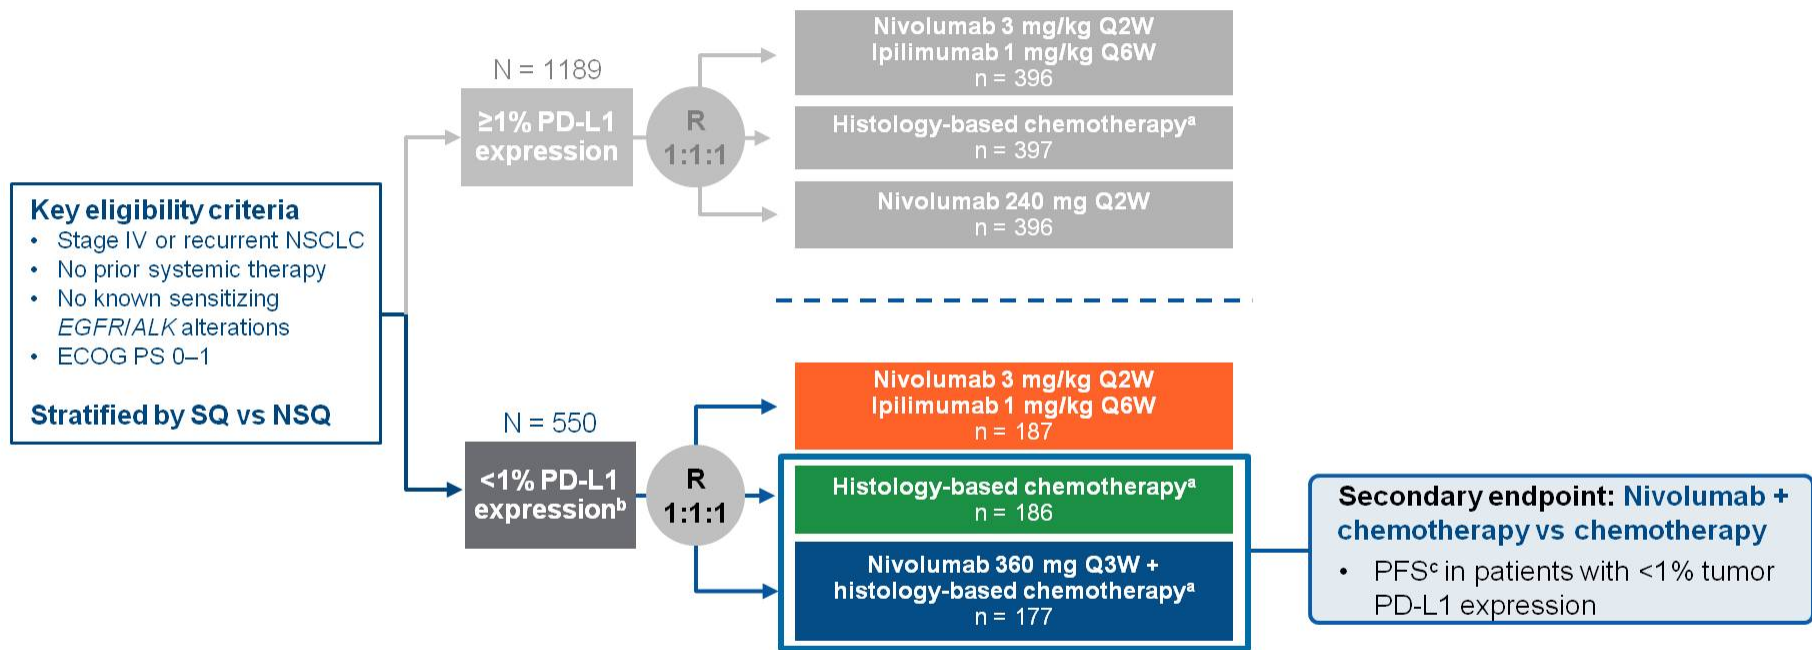 Key eligibility criteria
• Stage IV or recurrent NSCLC
• No prior systemic therapy
• No known sensitizing
EGFR/ALK alterations
• ECOG PS 0–1
Stratified by SQ vs NSQ
N = 1189
≥1% PD-L1
expression
R
1:1:1
Nivolumab 3 mg/kg Q2W
Ipilimumab 1 mg/kg Q6W
n = 396
Histology-based chemotherapyᵃ
n = 397
Nivolumab 240 mg Q2W
n = 396
N = 550
<1% PD-L1
expressionᵇ
R
1:1:1
Nivolumab 3 mg/kg Q2W
Ipilimumab 1 mg/kg Q6W
n = 187
Histology-based chemotherapyᵃ
n = 186
Nivolumab 360 mg Q3W +
histology-based chemotherapyᵃ
n = 177
Secondary endpoint: Nivolumab +
chemotherapy vs chemotherapy
• PFSᶜ in patients with <1% tumor
PD-L1 expression